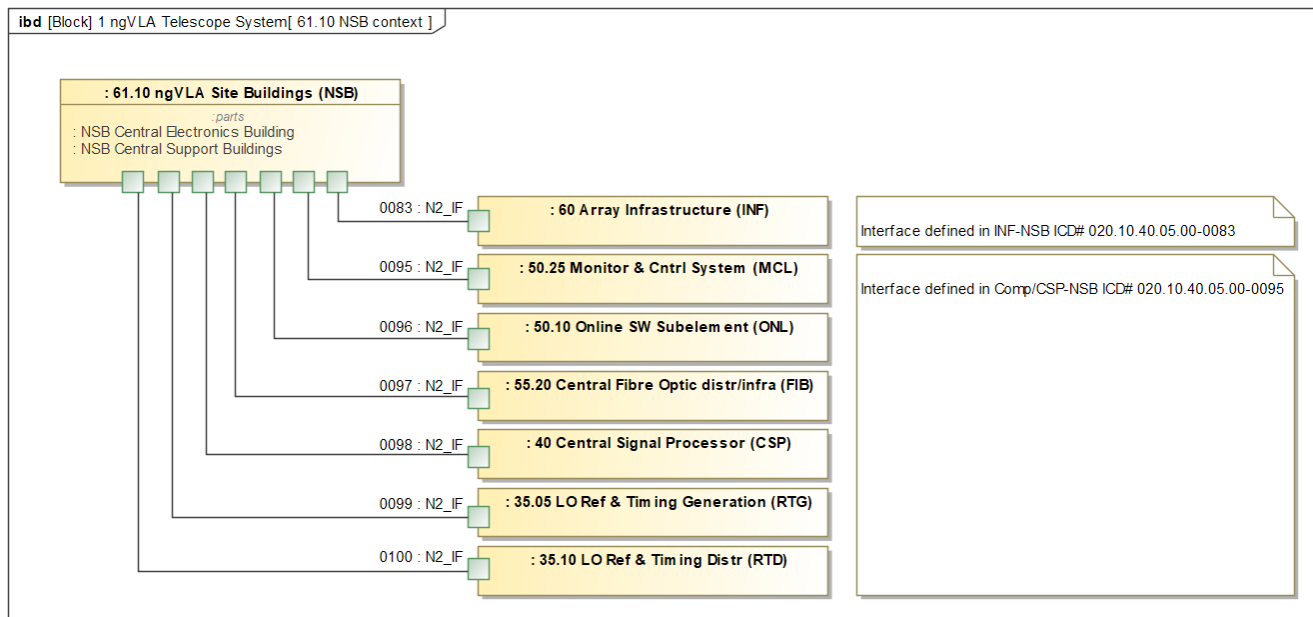 ibd [Block] 1 ngVLA Telescope System[ 61.10 NSB context ]
: 61.10 ngVLA Site Buildings (NSB)
:parts
: NSB Central Electronics Building
: NSB Central Support Buildings
0083 : N2_IF
: 60 Array Infrastructure (INF)
Interface defined in INF-NSB ICD# 020.10.40.05.00-0083
0095 : N2_IF
: 50.25 Monitor & Cntrl System (MCL)
Interface defined in Comp/CSP-NSB ICD# 020.10.40.05.00-0095
0096 : N2_IF
: 50.10 Online SW Subelement (ONL)
0097 : N2_IF
: 55.20 Central Fibre Optic distr/infra (FIB)
0098 : N2_IF
: 40 Central Signal Processor (CSP)
0099 : N2_IF
: 35.05 LO Ref & Timing Generation (RTG)
0100 : N2_IF
: 35.10 LO Ref & Timing Distr (RTD)